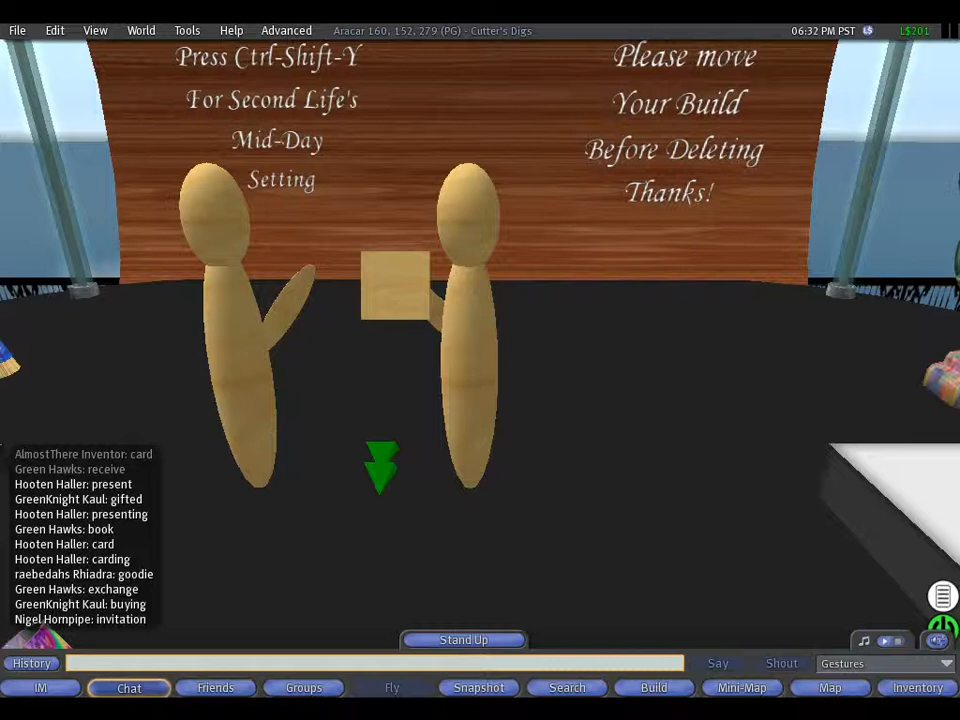 File Edit View World Tools Help Advanced Aracar 160, 152, 279 (PG) - Cutter's Digs 06:32 PM PST L$201
Press Ctrl-Shift-Y
For Second Life's
Mid-Day
Setting
Please move
Your Build
Before Deleting
Thanks!
AlmostThere Inventor: card
Green Hawks: receive
Hooten Haller: present
GreenKnight Kaul: gifted
Hooten Haller: presenting
Green Hawks: book
Hooten Haller: card
Hooten Haller: carding
raebedahs Rhiadra: goodie
Green Hawks: exchange
GreenKnight Kaul: buying
Nigel Hornpipe: invitation
Stand Up
History Say Shout Gestures
IM Chat Friends Groups Fly Snapshot Search Build Mini-Map Map Inventory